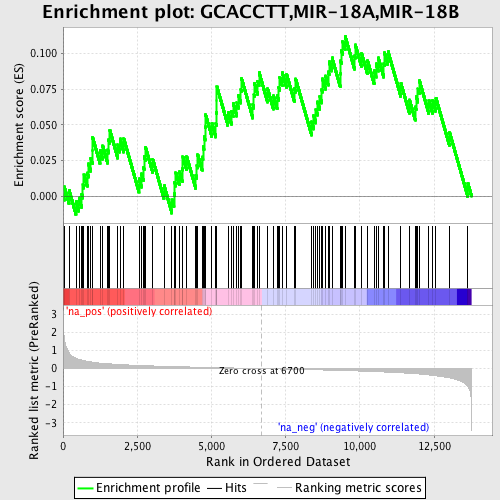 Enrichment plot: GCACCTT,MIR-18A,MIR-18B
Enrichment score (ES)
0.100
0.075
0.050
0.025
0.000
'na_pos' (positively correlated)
Ranked list metric (PreRanked)
3
2
1
0
-1
-2
-3
Zero cross at 6700
'na_neg' (negatively correlated)
0
2,500
5,000
7,500
10,000
12,500
Rank in Ordered Dataset
Enrichment profile
Hits
Ranking metric scores